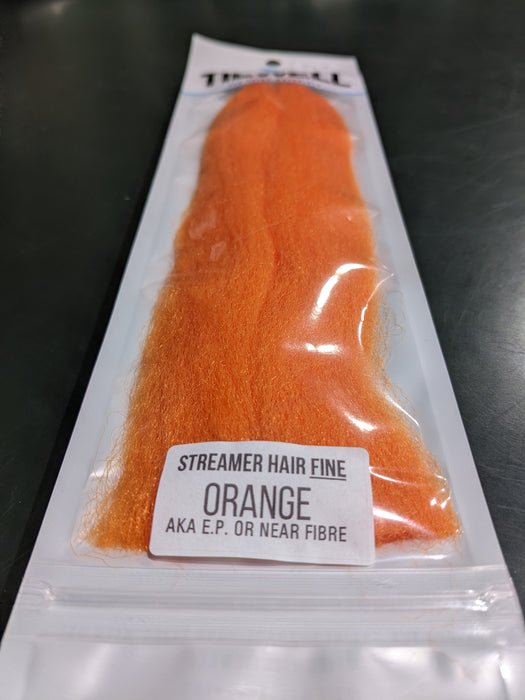 STREAMER HAIR FINE
ORANGE
AKA E.P. OR NEAR FIBRE